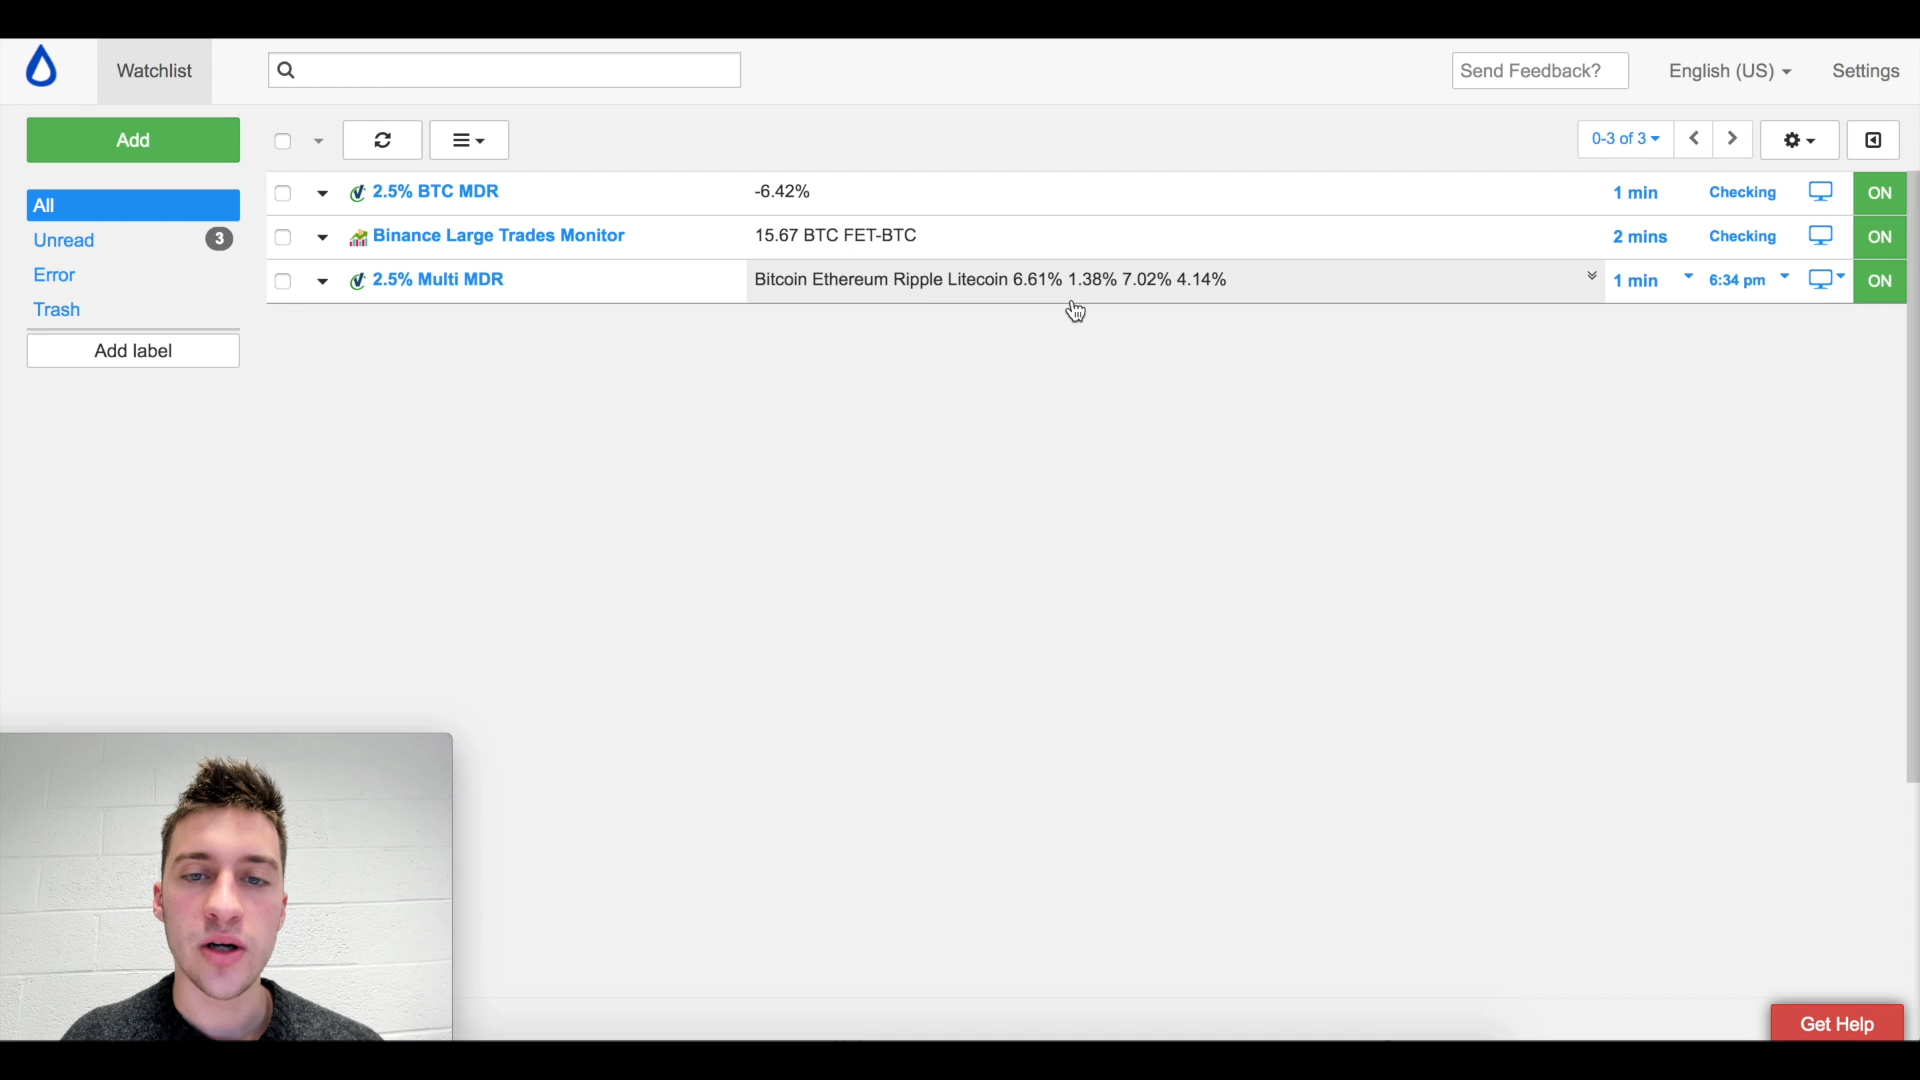 Watchlist
Send Feedback?
English (US)
Settings
Add
0-3 of 3
All
Unread 3
Error
Trash
Add label
2.5% BTC MDR -6.42% 1 min Checking ON
Binance Large Trades Monitor 15.67 BTC FET-BTC 2 mins Checking ON
2.5% Multi MDR Bitcoin Ethereum Ripple Litecoin 6.61% 1.38% 7.02% 4.14% 1 min 6:34 pm ON
Get Help